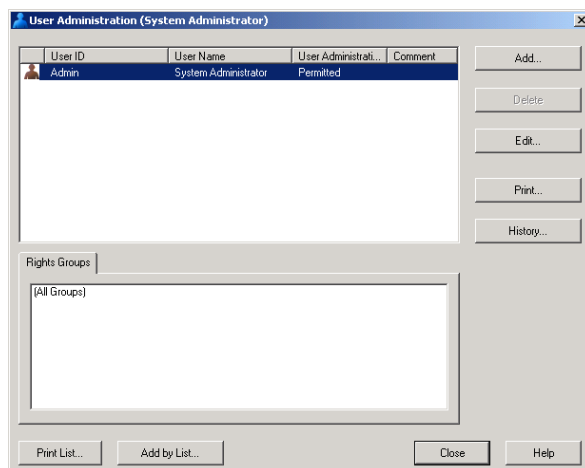 User Administration (System Administrator)
User ID User Name User Administrati... Comment
Admin System Administrator Permitted
Add...
Delete
Edit...
Print...
History...
Rights Groups
(All Groups)
Print List... Add by List... Close Help